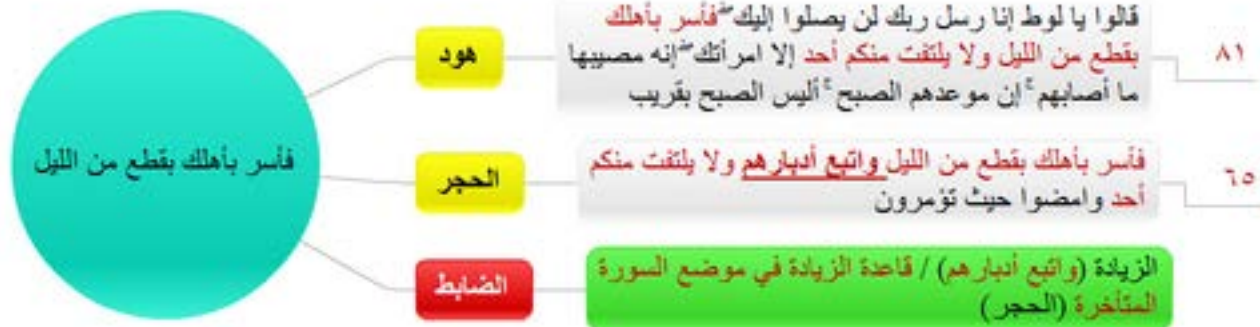 فأسر بأهلك بقطع من الليل
هود
قالوا يا لوط إنا رسل ربك لن يصلوا إليك ۖ فأسر بأهلك
بقطع من الليل ولا يلتفت منكم أحد إلا امرأتك ۖ إنه مصيبها
ما أصابهم ۚ إن موعدهم الصبح ۚ أليس الصبح بقريب
٨١
الحجر
فأسر بأهلك بقطع من الليل واتبع أدبارهم ولا يلتفت منكم
أحد وامضوا حيث تؤمرون
٦٥
الضابط
الزيادة (واتبع أدبارهم) / قاعدة الزيادة في موضع السورة
المتأخرة (الحجر)